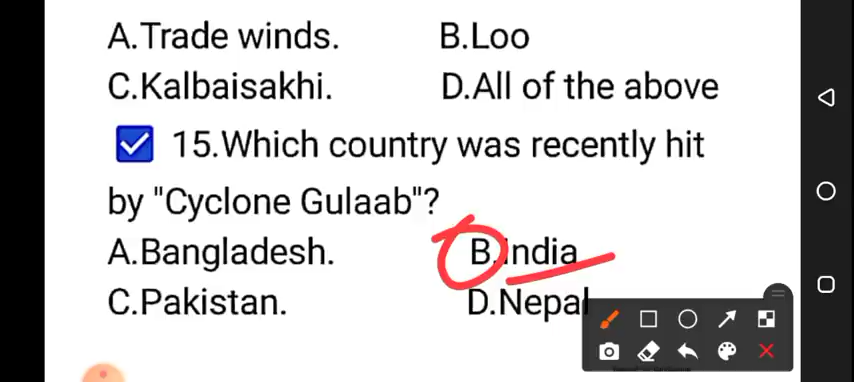 A.Trade winds. B.Loo
C.Kalbaisakhi. D.All of the above
15.Which country was recently hit
by "Cyclone Gulaab"?
A.Bangladesh. B.india
C.Pakistan. D.Nepal